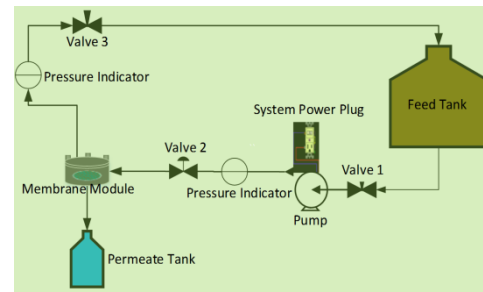 Valve 3
Pressure Indicator
System Power Plug
Feed Tank
Valve 2
Valve 1
Membrane Module
Pressure Indicator
Pump
Permeate Tank